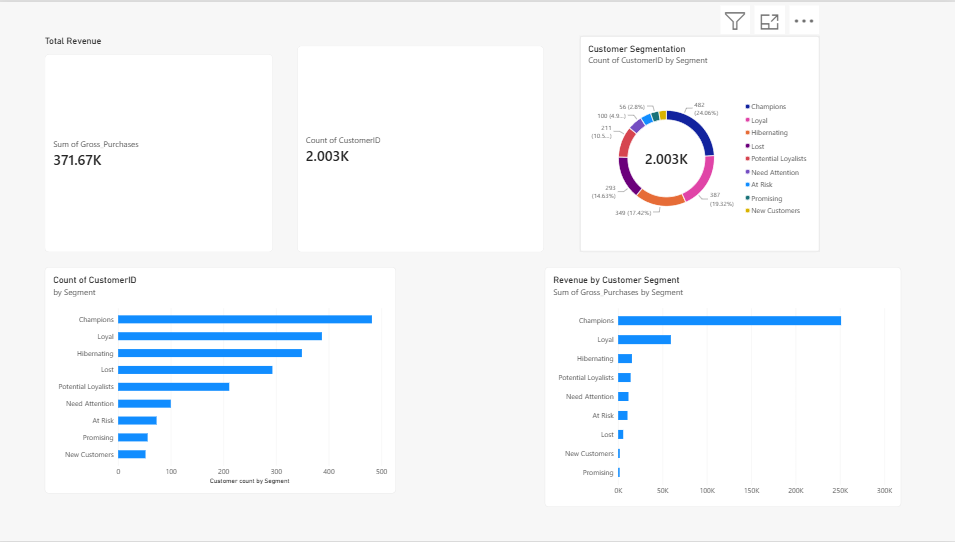 Total Revenue
Sum of Gross_Purchases
371.67K
Count of CustomerID
2.003K
Customer Segmentation
Count of CustomerID by Segment
56 (2.8%)
100 (4.9...)
211
(10.5...)
293
(14.63%)
349 (17.42%)
387
(19.32%)
482
(24.06%)
2.003K
Champions
Loyal
Hibernating
Lost
Potential Loyalists
Need Attention
At Risk
Promising
New Customers
Count of CustomerID
by Segment
Champions
Loyal
Hibernating
Lost
Potential Loyalists
Need Attention
At Risk
Promising
New Customers
0 100 200 300 400 500
Customer count by Segment
Revenue by Customer Segment
Sum of Gross_Purchases by Segment
Champions
Loyal
Hibernating
Potential Loyalists
Need Attention
At Risk
Lost
New Customers
Promising
0K 50K 100K 150K 200K 250K 300K